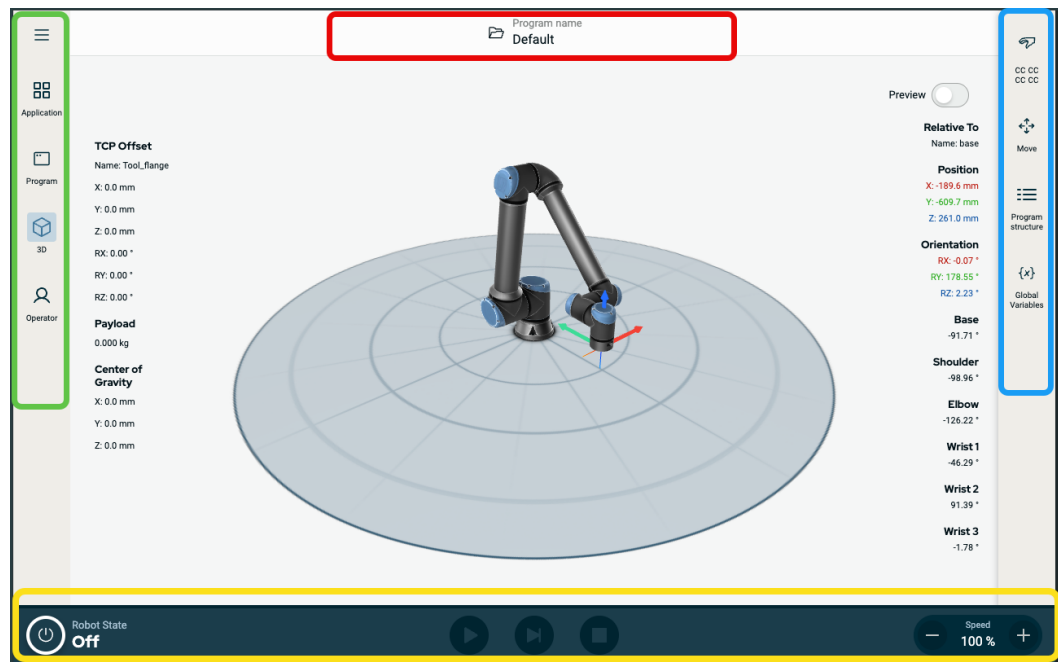 Program name
Default
Application
Program
3D
Operator
TCP Offset
Name: Tool_flange
X: 0.0 mm
Y: 0.0 mm
Z: 0.0 mm
RX: 0.00 °
RY: 0.00 °
RZ: 0.00 °
Payload
0.000 kg
Center of
Gravity
X: 0.0 mm
Y: 0.0 mm
Z: 0.0 mm
Preview
Relative To
Name: base
Position
X: -189.6 mm
Y: -609.7 mm
Z: 261.0 mm
Orientation
RX: -0.07 °
RY: 178.55 °
RZ: 2.23 °
Base
-91.71 °
Shoulder
-98.96 °
Elbow
-126.22 °
Wrist 1
-46.29 °
Wrist 2
91.39 °
Wrist 3
-1.78 °
CC CC
CC CC
Move
Program
structure
{x}
Global
Variables
Robot State
Off
Speed
100 %